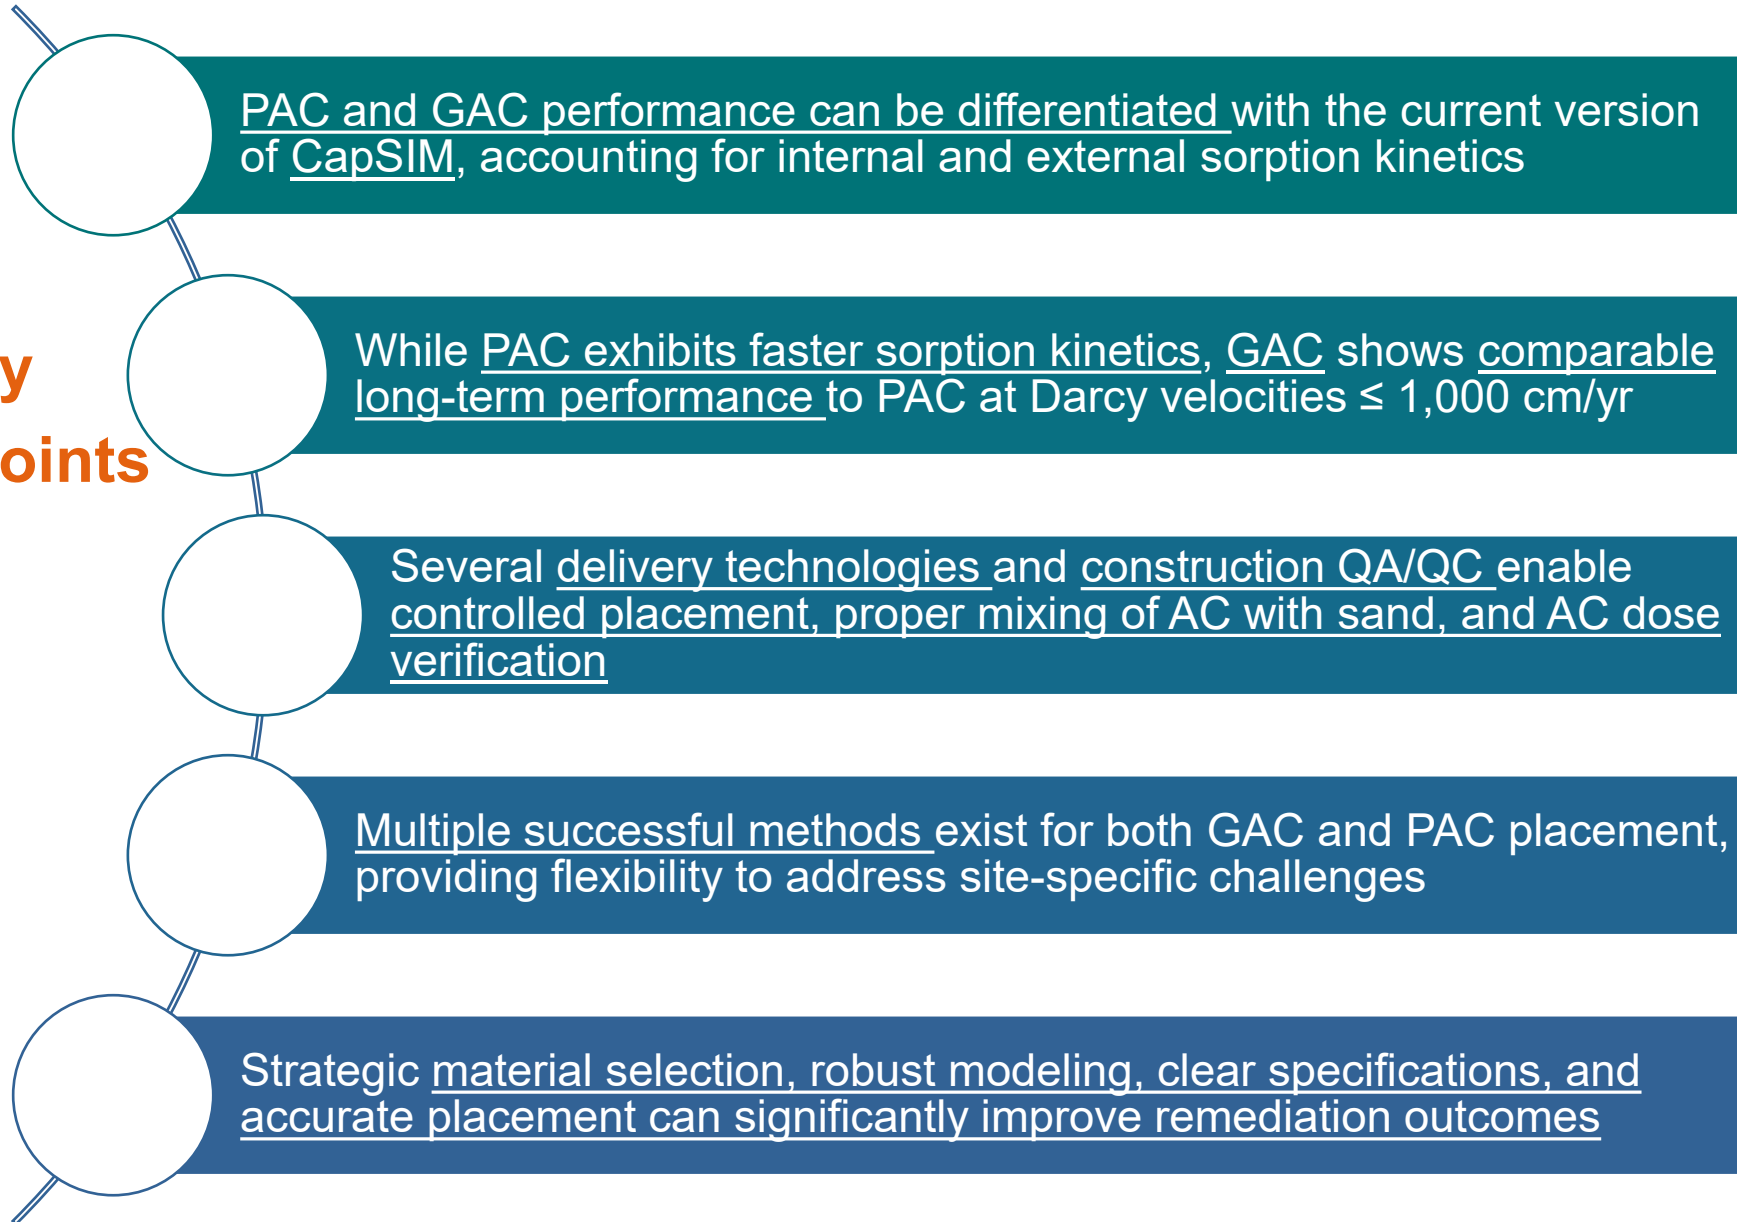 y
oints
PAC and GAC performance can be differentiated with the current version
of CapSIM, accounting for internal and external sorption kinetics
While PAC exhibits faster sorption kinetics, GAC shows comparable
long-term performance to PAC at Darcy velocities ≤ 1,000 cm/yr
Several delivery technologies and construction QA/QC enable
controlled placement, proper mixing of AC with sand, and AC dose
verification
Multiple successful methods exist for both GAC and PAC placement,
providing flexibility to address site-specific challenges
Strategic material selection, robust modeling, clear specifications, and
accurate placement can significantly improve remediation outcomes